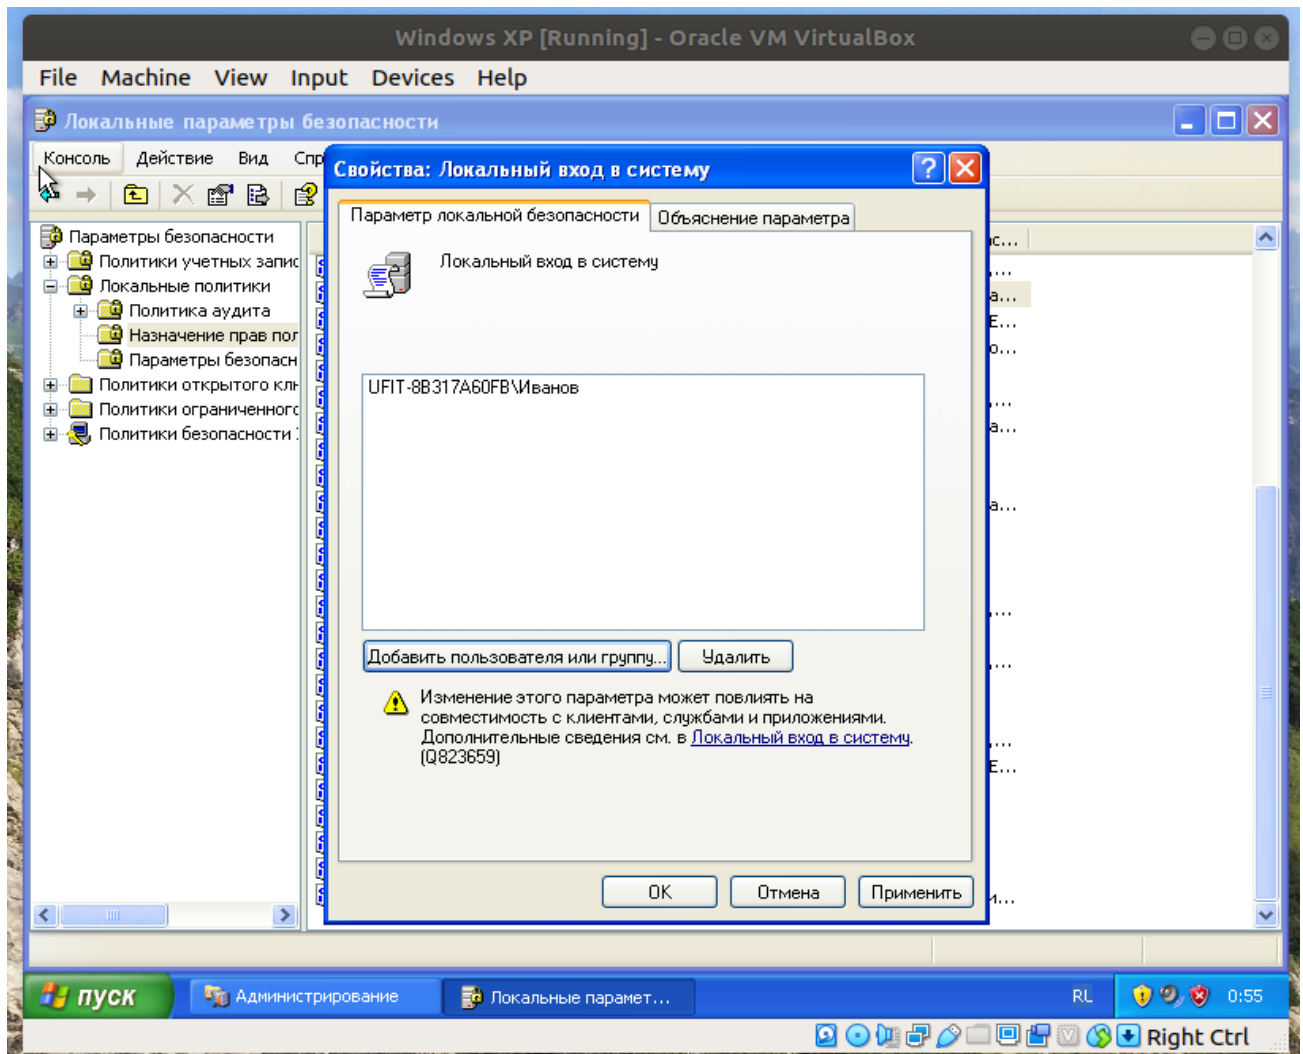 Windows XP [Running] - Oracle VM VirtualBox
File Machine View Input Devices Help
Локальные параметры безопасности
Консоль Действие Вид Спр
Свойства: Локальный вход в систему
Параметр локальной безопасности Объяснение параметра
Локальный вход в систему
Параметры безопасности
Политики учетных запис
Локальные политики
Политика аудита
Назначение прав пол
Параметры безопасн
Политики открытого клн
Политики ограниченного
Политики безопасности
UFIT-8B317A60FB\Иванов
Добавить пользователя или группу... Удалить
Изменение этого параметра может повлиять на
совместимость с клиентами, службами и приложениями.
Дополнительные сведения см. в Локальный вход в систему.
(Q823659)
ОК Отмена Применить
пуск Администрирование Локальные парамет... RL 0:55
Right Ctrl